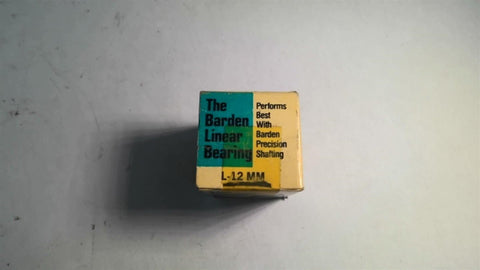 The
Barden
Linear
Bearing
Performs
Best
With
Barden
Precision
Shafting
L-12 MM